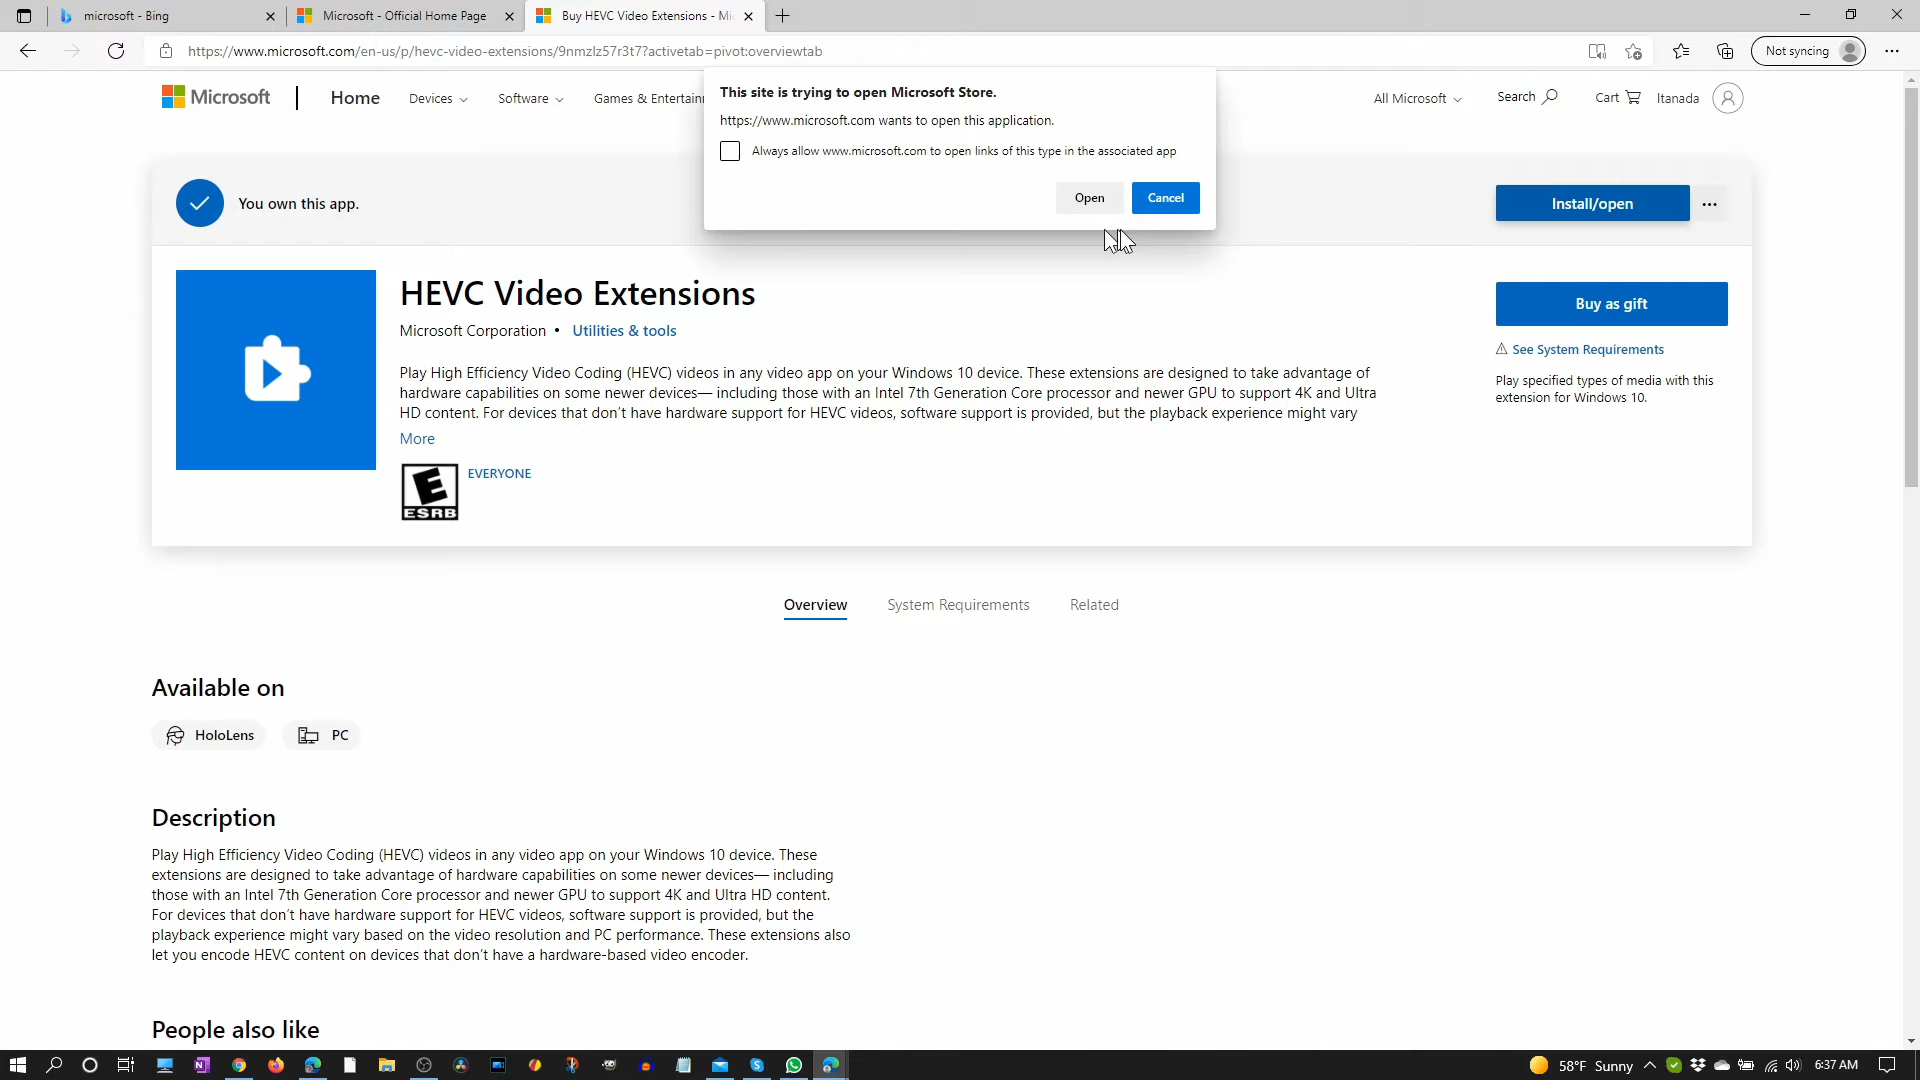 microsoft - Bing
Microsoft - Official Home Page
Buy HEVC Video Extensions - Mi
https://www.microsoft.com/en-us/p/hevc-video-extensions/9nmzlz57r3t7?activetab=pivot:overviewtab
Not syncing
Microsoft
Home
Devices
Software
Games & Entertainn
All Microsoft
Search
Cart
Itanada
This site is trying to open Microsoft Store.
https://www.microsoft.com wants to open this application.
Always allow www.microsoft.com to open links of this type in the associated app
Open
Cancel
You own this app.
Install/open
HEVC Video Extensions
Microsoft Corporation • Utilities & tools
Play High Efficiency Video Coding (HEVC) videos in any video app on your Windows 10 device. These extensions are designed to take advantage of
hardware capabilities on some newer devices— including those with an Intel 7th Generation Core processor and newer GPU to support 4K and Ultra
HD content. For devices that don't have hardware support for HEVC videos, software support is provided, but the playback experience might vary
More
E
ESRB
EVERYONE
Buy as gift
See System Requirements
Play specified types of media with this
extension for Windows 10.
Overview
System Requirements
Related
Available on
HoloLens
PC
Description
Play High Efficiency Video Coding (HEVC) videos in any video app on your Windows 10 device. These
extensions are designed to take advantage of hardware capabilities on some newer devices— including
those with an Intel 7th Generation Core processor and newer GPU to support 4K and Ultra HD content.
For devices that don't have hardware support for HEVC videos, software support is provided, but the
playback experience might vary based on the video resolution and PC performance. These extensions also
let you encode HEVC content on devices that don't have a hardware-based video encoder.
People also like
58°F Sunny
6:37 AM